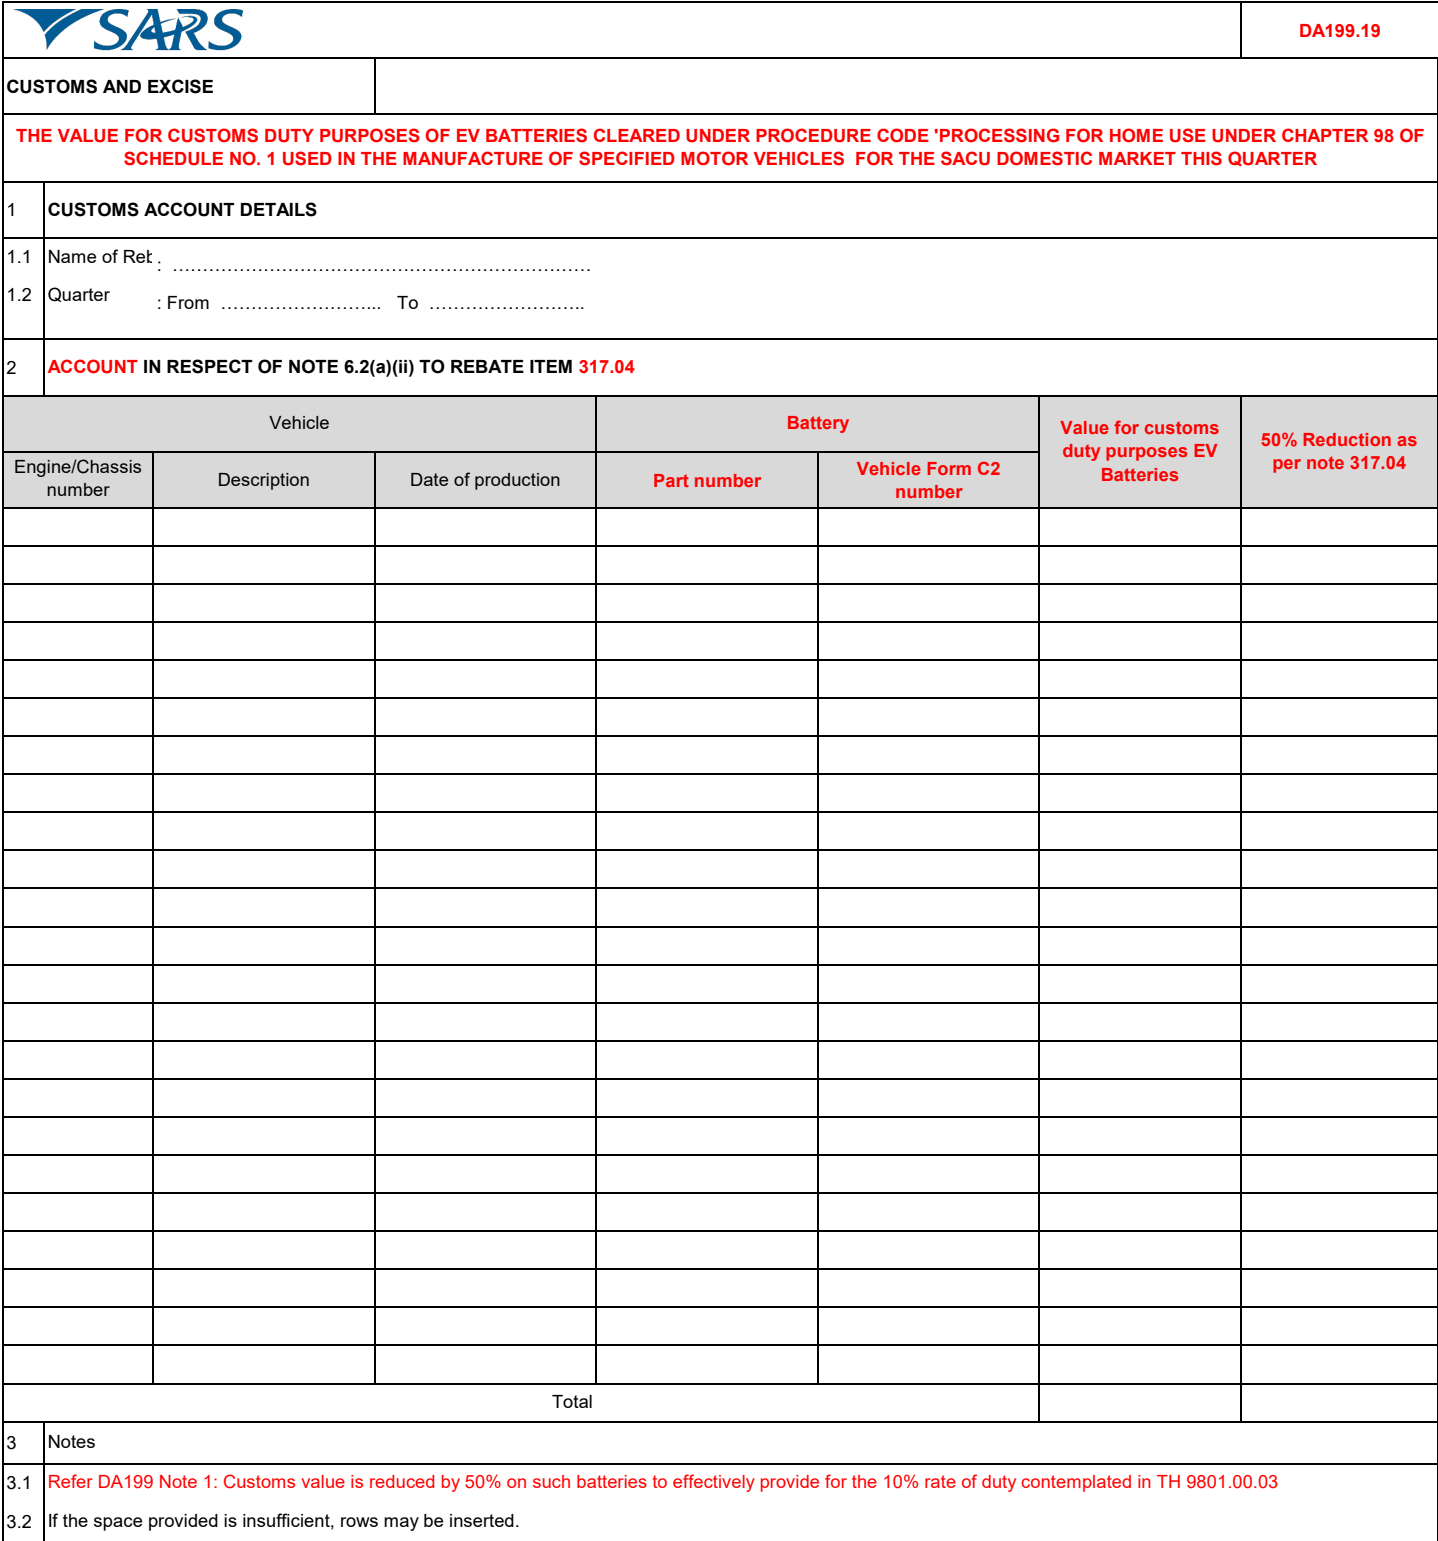 SARS
DA199.19
CUSTOMS AND EXCISE
THE VALUE FOR CUSTOMS DUTY PURPOSES OF EV BATTERIES CLEARED UNDER PROCEDURE CODE 'PROCESSING FOR HOME USE UNDER CHAPTER 98 OF
SCHEDULE NO. 1 USED IN THE MANUFACTURE OF SPECIFIED MOTOR VEHICLES FOR THE SACU DOMESTIC MARKET THIS QUARTER
1 CUSTOMS ACCOUNT DETAILS
1.1 Name of Reb : ……………………………………………………………
1.2 Quarter : From ……………………... To ……………………..
2 ACCOUNT IN RESPECT OF NOTE 6.2(a)(ii) TO REBATE ITEM 317.04
Vehicle
Battery
Value for customs
duty purposes EV
Batteries
50% Reduction as
per note 317.04
Engine/Chassis
number
Description
Date of production
Part number
Vehicle Form C2
number
Total
3 Notes
3.1 Refer DA199 Note 1: Customs value is reduced by 50% on such batteries to effectively provide for the 10% rate of duty contemplated in TH 9801.00.03
3.2 If the space provided is insufficient, rows may be inserted.